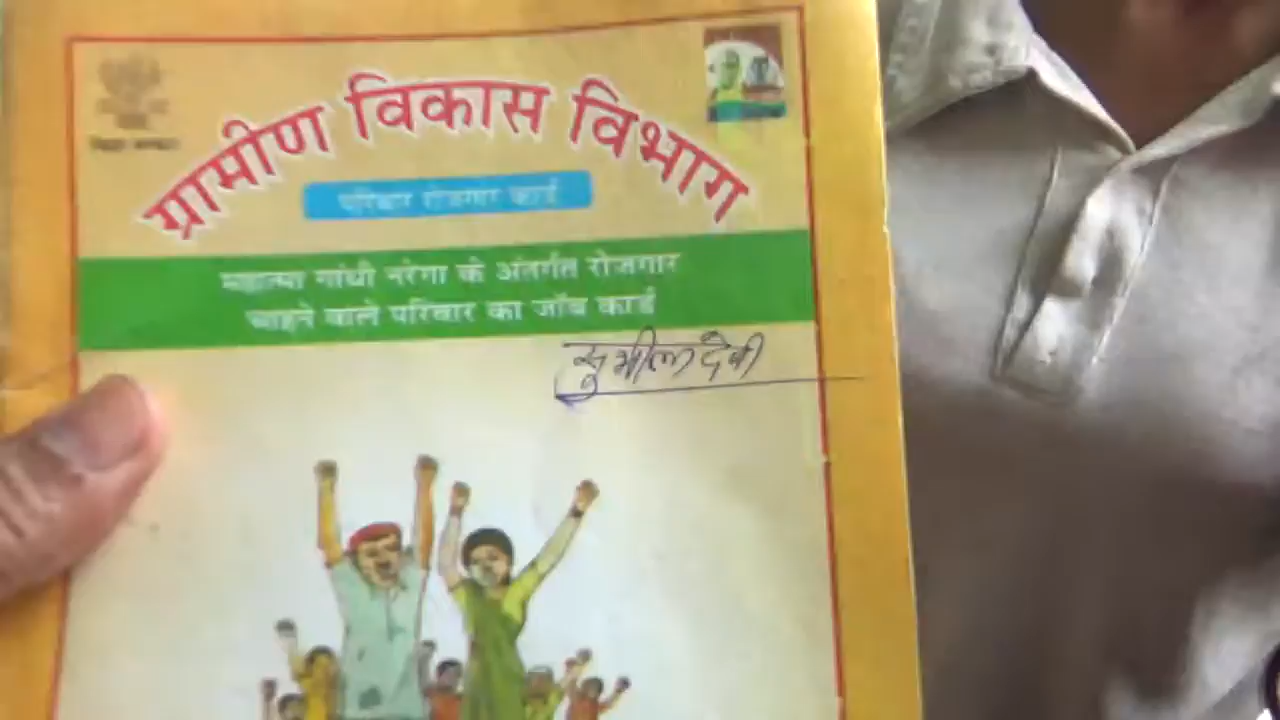 ग्रामीण विकास विभाग
परिवार रोजगार कार्ड
महात्मा गांधी नरेगा के अंतर्गत रोजगार
चाहने वाले परिवार का जॉब कार्ड
देवी